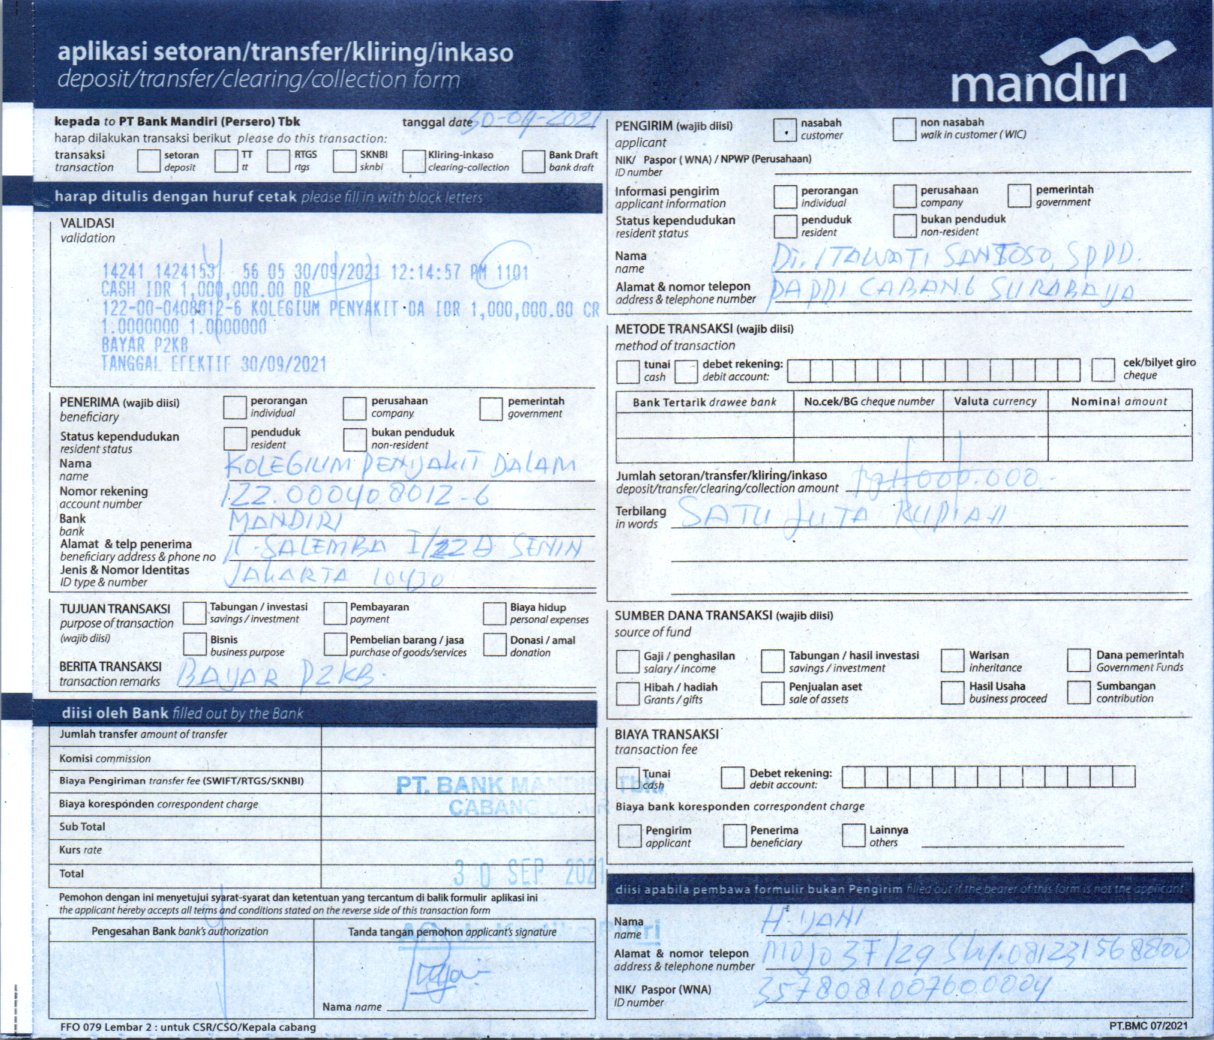 aplikasi setoran/transfer/kliring/inkaso
deposit/transfer/clearing/collection form
mandiri
kepada to PT Bank Mandiri (Persero) Tbk
tanggal date 30-09-2021
harap dilakukan transaksi berikut please do this transaction:
transaksi transaction
setoran deposit
TT tt
RTGS rtgs
SKNBI sknbi
Kliring-inkaso clearing-collection
Bank Draft bank draft
harap ditulis dengan huruf cetak please fill in with block letters
VALIDASI
validation
14241 1424153 56 05 30/09/2021 12:14:57 PM 1101
CASH IDR 1,000,000.00 DR
122-00-0408012-6 KOLEGIUM PENYAKIT DA IDR 1,000,000.00 CR
1.0000000 1.0000000
BAYAR P2KB
TANGGAL EFEKTIF 30/09/2021
PENERIMA (wajib diisi)
beneficiary
perorangan individual
perusahaan company
pemerintah government
Status kependudukan
resident status
penduduk resident
bukan penduduk non-resident
Nama name KOLEGIUM PENYAKIT DALAM
Nomor rekening account number 122.000408012-6
Bank bank MANDIRI
Alamat & telp penerima beneficiary address & phone no JL. SALEMBA I/22 D SENIN
Jenis & Nomor Identitas ID type & number JAKARTA 10430
TUJUAN TRANSAKSI
purpose of transaction
(wajib diisi)
Tabungan / investasi savings / investment
Pembayaran payment
Biaya hidup personal expenses
Bisnis business purpose
Pembelian barang / jasa purchase of goods/services
Donasi / amal donation
BERITA TRANSAKSI transaction remarks BAYAR P2KB.
diisi oleh Bank filled out by the Bank
Jumlah transfer amount of transfer
Komisi commission
Biaya Pengiriman transfer fee (SWIFT/RTGS/SKNBI)
Biaya koresponden correspondent charge
Sub Total
Kurs rate
Total
PT. BANK MANDIRI Tbk
CABANG
30 SEP 2021
Pemohon dengan ini menyetujui syarat-syarat dan ketentuan yang tercantum di balik formulir aplikasi ini
the applicant hereby accepts all terms and conditions stated on the reverse side of this transaction form
Pengesahan Bank bank's authorization
Tanda tangan pemohon applicant's signature
Nama name
FFO 079 Lembar 2 : untuk CSR/CSO/Kepala cabang
PENGIRIM (wajib diisi)
applicant
nasabah customer
non nasabah walk in customer (WIC)
NIK/ Paspor (WNA) / NPWP (Perusahaan)
ID number
Informasi pengirim
applicant information
perorangan individual
perusahaan company
pemerintah government
Status kependudukan
resident status
penduduk resident
bukan penduduk non-resident
Nama name Dr. ITAWATI SANTOSO, SPPD.
Alamat & nomor telepon address & telephone number PAPDI CABANG SURABAYA
METODE TRANSAKSI (wajib diisi)
method of transaction
tunai cash
debet rekening: debit account:
cek/bilyet giro cheque
Bank Tertarik drawee bank
No.cek/BG cheque number
Valuta currency
Nominal amount
Jumlah setoran/transfer/kliring/inkaso
deposit/transfer/clearing/collection amount Rp 1.000.000.-
Terbilang in words SATU JUTA RUPIAH
SUMBER DANA TRANSAKSI (wajib diisi)
source of fund
Gaji / penghasilan salary / income
Tabungan / hasil investasi savings / investment
Warisan inheritance
Dana pemerintah Government Funds
Hibah / hadiah Grants / gifts
Penjualan aset sale of assets
Hasil Usaha business proceed
Sumbangan contribution
BIAYA TRANSAKSI
transaction fee
Tunai cash
Debet rekening: debit account:
Biaya bank koresponden correspondent charge
Pengirim applicant
Penerima beneficiary
Lainnya others
diisi apabila pembawa formulir bukan Pengirim filled out if the bearer of this form is not the applicant
Nama name H. YANI
Alamat & nomor telepon address & telephone number MOJO 3F/29 Sby. 081231568800
NIK/ Paspor (WNA) ID number 3578081007600004
PT.BMC 07/2021